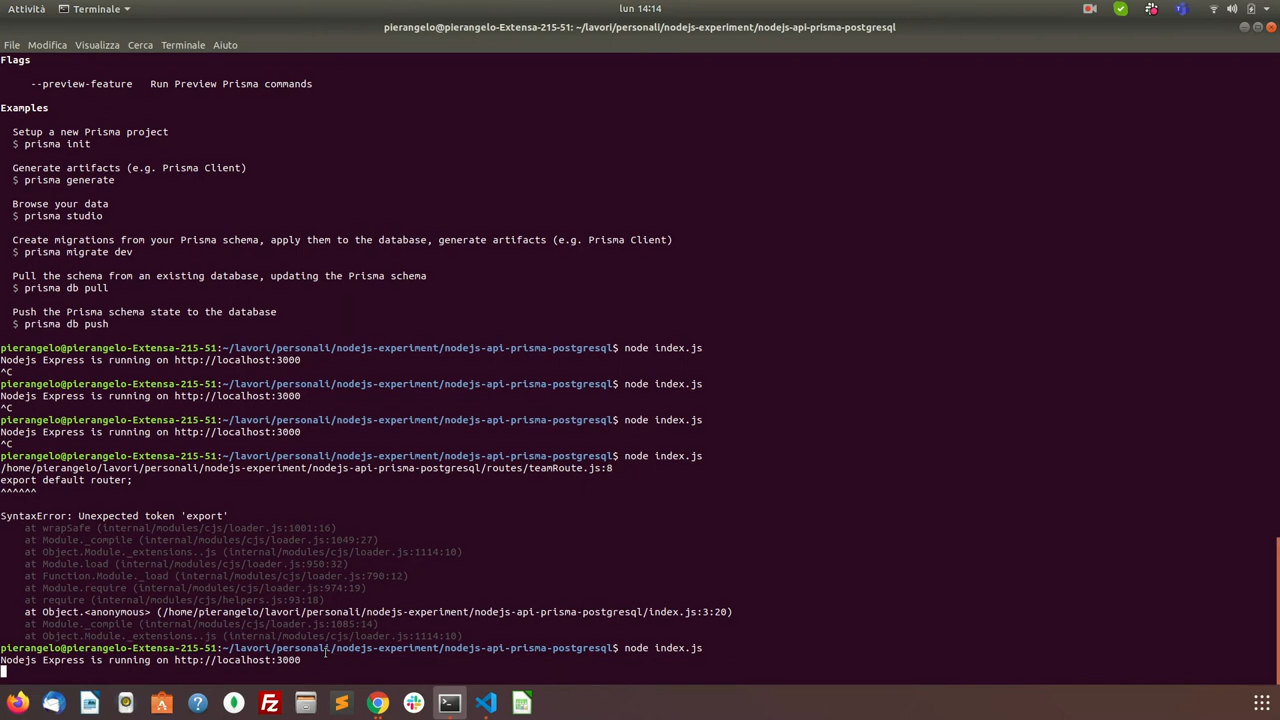 Attività
Terminale
lun 14:14
pierangelo@pierangelo-Extensa-215-51: ~/lavori/personali/nodejs-experiment/nodejs-api-prisma-postgresql
File Modifica Visualizza Cerca Terminale Aiuto
Flags
--preview-feature Run Preview Prisma commands
Examples
Setup a new Prisma project
$ prisma init
Generate artifacts (e.g. Prisma Client)
$ prisma generate
Browse your data
$ prisma studio
Create migrations from your Prisma schema, apply them to the database, generate artifacts (e.g. Prisma Client)
$ prisma migrate dev
Pull the schema from an existing database, updating the Prisma schema
$ prisma db pull
Push the Prisma schema state to the database
$ prisma db push
pierangelo@pierangelo-Extensa-215-51:~/lavori/personali/nodejs-experiment/nodejs-api-prisma-postgresql$ node index.js
Nodejs Express is running on http://localhost:3000
^C
pierangelo@pierangelo-Extensa-215-51:~/lavori/personali/nodejs-experiment/nodejs-api-prisma-postgresql$ node index.js
Nodejs Express is running on http://localhost:3000
^C
pierangelo@pierangelo-Extensa-215-51:~/lavori/personali/nodejs-experiment/nodejs-api-prisma-postgresql$ node index.js
Nodejs Express is running on http://localhost:3000
^C
pierangelo@pierangelo-Extensa-215-51:~/lavori/personali/nodejs-experiment/nodejs-api-prisma-postgresql$ node index.js
/home/pierangelo/lavori/personali/nodejs-experiment/nodejs-api-prisma-postgresql/routes/teamRoute.js:8
export default router;
^^^^^^
SyntaxError: Unexpected token 'export'
at wrapSafe (internal/modules/cjs/loader.js:1001:16)
at Module._compile (internal/modules/cjs/loader.js:1049:27)
at Object.Module._extensions..js (internal/modules/cjs/loader.js:1114:10)
at Module.load (internal/modules/cjs/loader.js:950:32)
at Function.Module._load (internal/modules/cjs/loader.js:790:12)
at Module.require (internal/modules/cjs/loader.js:974:19)
at require (internal/modules/cjs/helpers.js:93:18)
at Object.<anonymous> (/home/pierangelo/lavori/personali/nodejs-experiment/nodejs-api-prisma-postgresql/index.js:3:20)
at Module._compile (internal/modules/cjs/loader.js:1085:14)
at Object.Module._extensions..js (internal/modules/cjs/loader.js:1114:10)
pierangelo@pierangelo-Extensa-215-51:~/lavori/personali/nodejs-experiment/nodejs-api-prisma-postgresql$ node index.js
Nodejs Express is running on http://localhost:3000